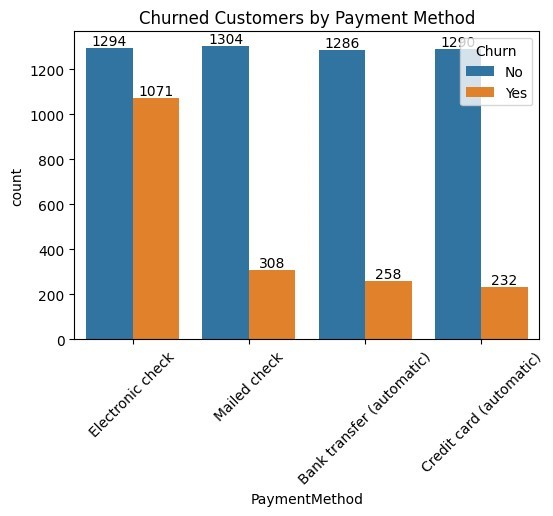 Churned Customers by Payment Method
1294
1304
1286
1290
1071
308
258
232
Churn
No
Yes
count
1200
1000
800
600
400
200
0
Electronic check
Mailed check
Bank transfer (automatic)
Credit card (automatic)
PaymentMethod